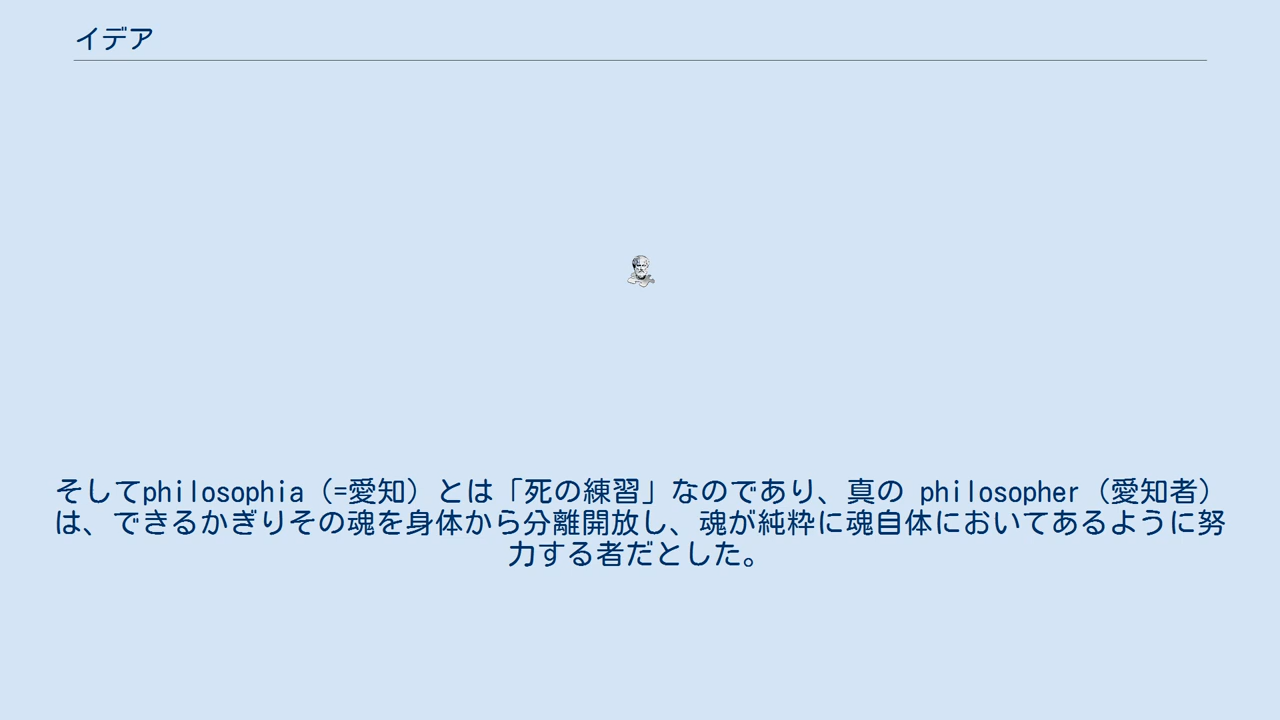 イデア
そしてphilosophia（=愛知）とは「死の練習」なのであり、真の philosopher（愛知者）
は、できるかぎりその魂を身体から分離開放し、魂が純粋に魂自体においてあるように努
力する者だとした。